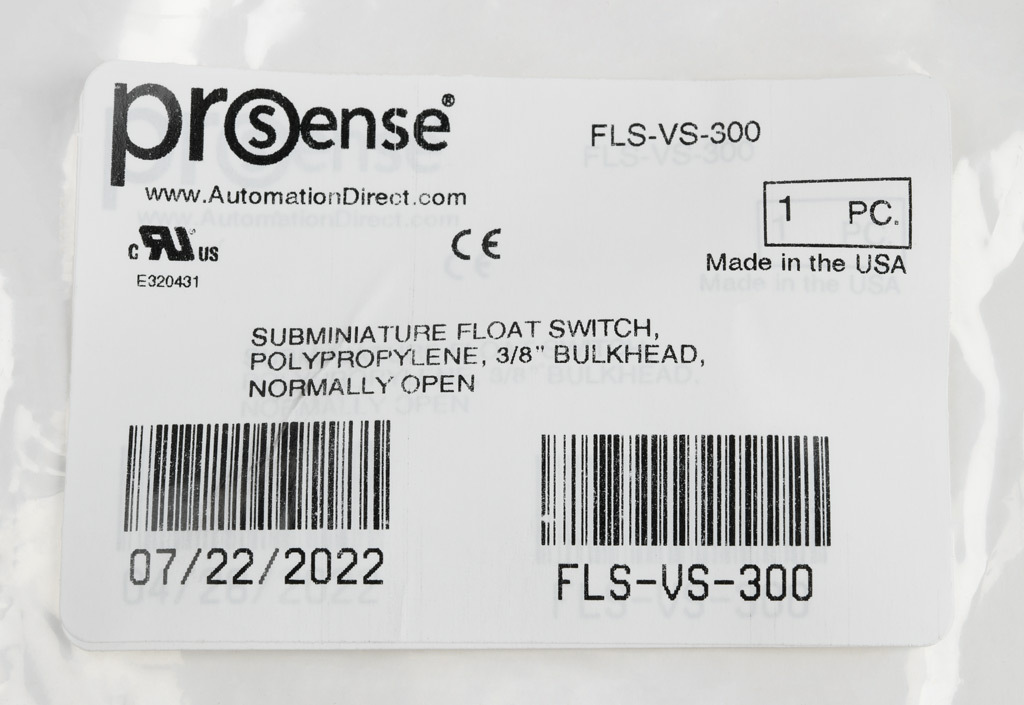 prosense®
FLS-VS-300
www.AutomationDirect.com
1 PC.
c RU US
E320431
CE
Made in the USA
SUBMINIATURE FLOAT SWITCH,
POLYPROPYLENE, 3/8" BULKHEAD,
NORMALLY OPEN
07/22/2022
FLS-VS-300